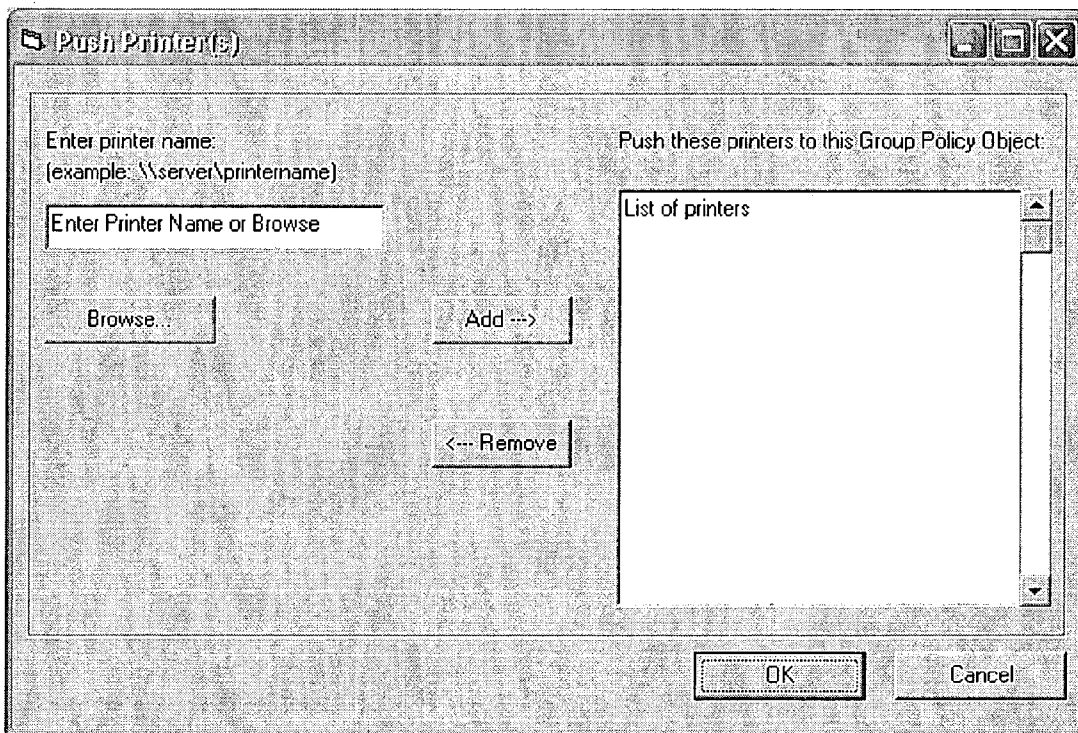 Push Printer(s)
Enter printer name:
(example: \\server\printername)
Enter Printer Name or Browse
Browse...
Add --->
<--- Remove
Push these printers to this Group Policy Object:
List of printers
OK
Cancel